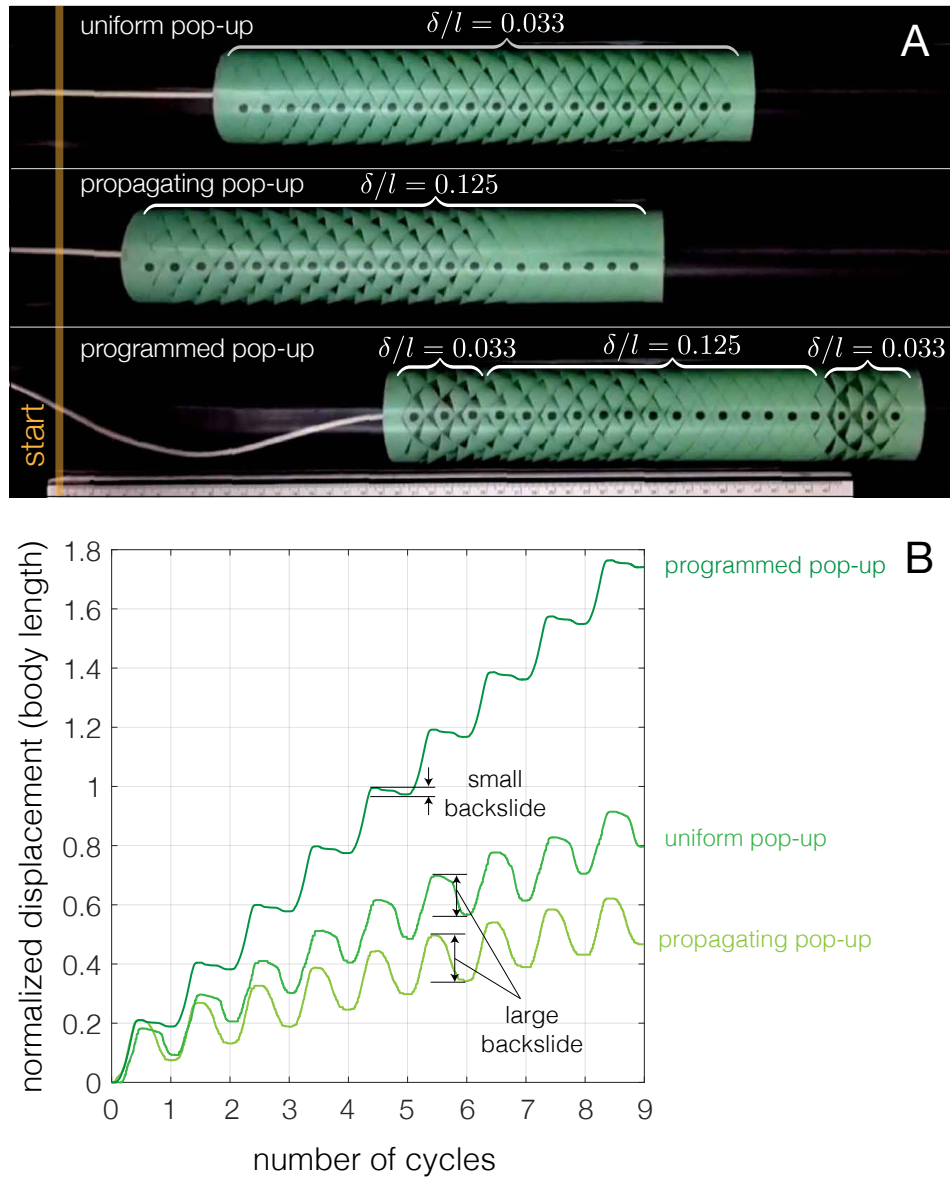 uniform pop-up
δ/l = 0.033
A
propagating pop-up
δ/l = 0.125
programmed pop-up
δ/l = 0.033
δ/l = 0.125
δ/l = 0.033
start
B
normalized displacement (body length)
1.8
1.6
1.4
1.2
1
0.8
0.6
0.4
0.2
0
0 1 2 3 4 5 6 7 8 9
number of cycles
programmed pop-up
small
backslide
uniform pop-up
propagating pop-up
large
backslide